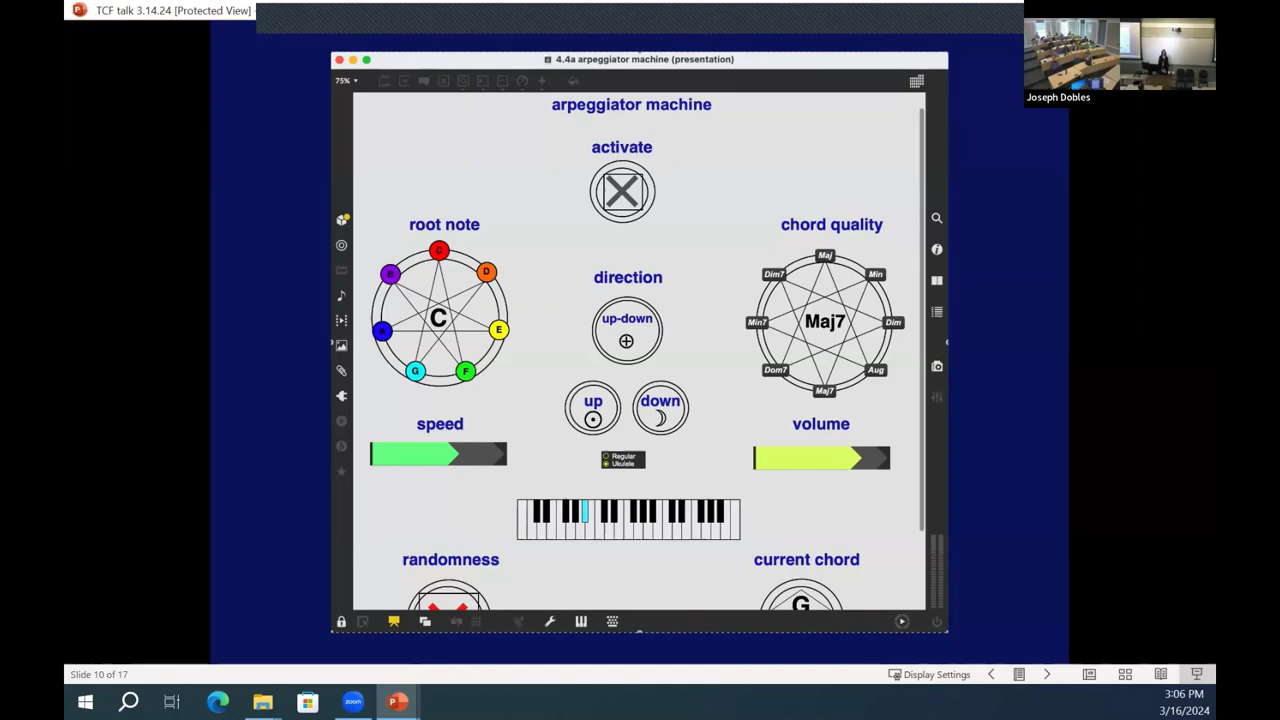 TCF talk 3.14.24 [Protected View] -
Joseph Dobles
4.4a arpeggiator machine (presentation)
75%
arpeggiator machine
activate
root note
C
D
E
F
G
A
B
C
direction
up-down
up
down
Regular
Ukulele
chord quality
Maj
Min
Dim
Aug
Maj7
Dom7
Min7
Dim7
Maj7
speed
volume
randomness
current chord
G
Slide 10 of 17
Display Settings
zoom
3:06 PM
3/16/2024